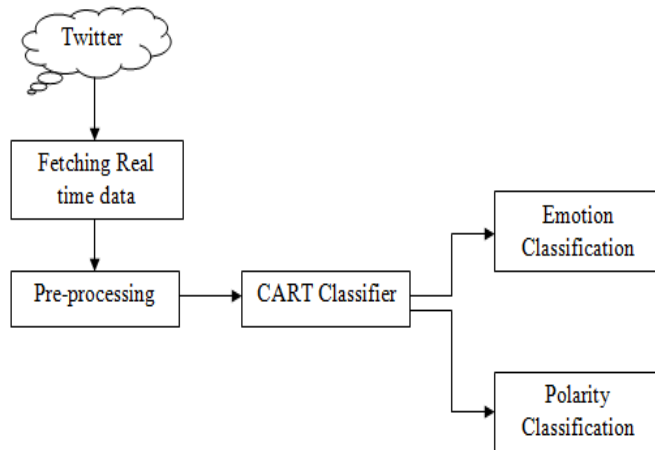 Twitter
Fetching Real
time data
Pre-processing
CART Classifier
Emotion
Classification
Polarity
Classification